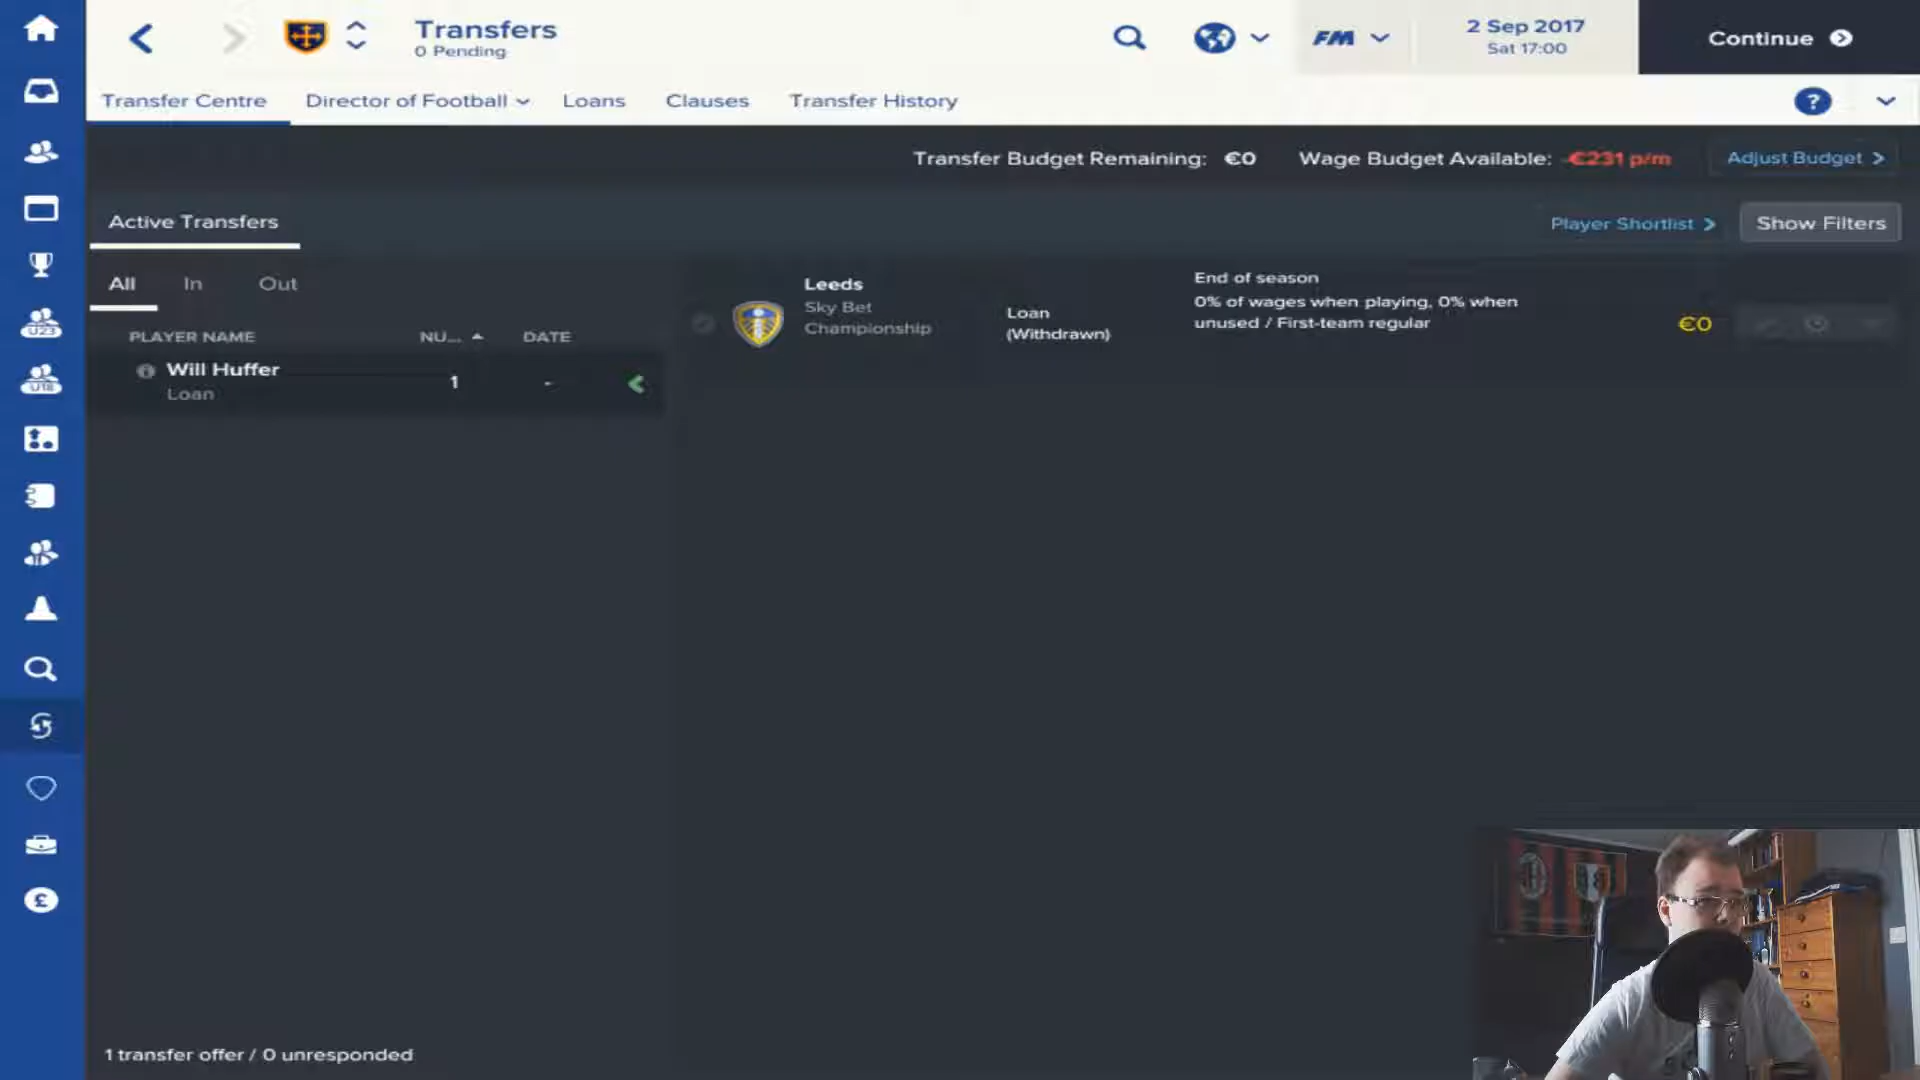 Transfers
0 Pending
FM
2 Sep 2017
Sat 17:00
Continue
Transfer Centre
Director of Football
Loans
Clauses
Transfer History
?
Transfer Budget Remaining: €0
Wage Budget Available: -€231 p/m
Adjust Budget >
Active Transfers
Player Shortlist >
Show Filters
All
In
Out
PLAYER NAME
NU...
DATE
Will Huffer
Loan
1
-
Leeds
Sky Bet
Championship
Loan
(Withdrawn)
End of season
0% of wages when playing, 0% when
unused / First-team regular
€0
U23
U18
£
1 transfer offer / 0 unresponded